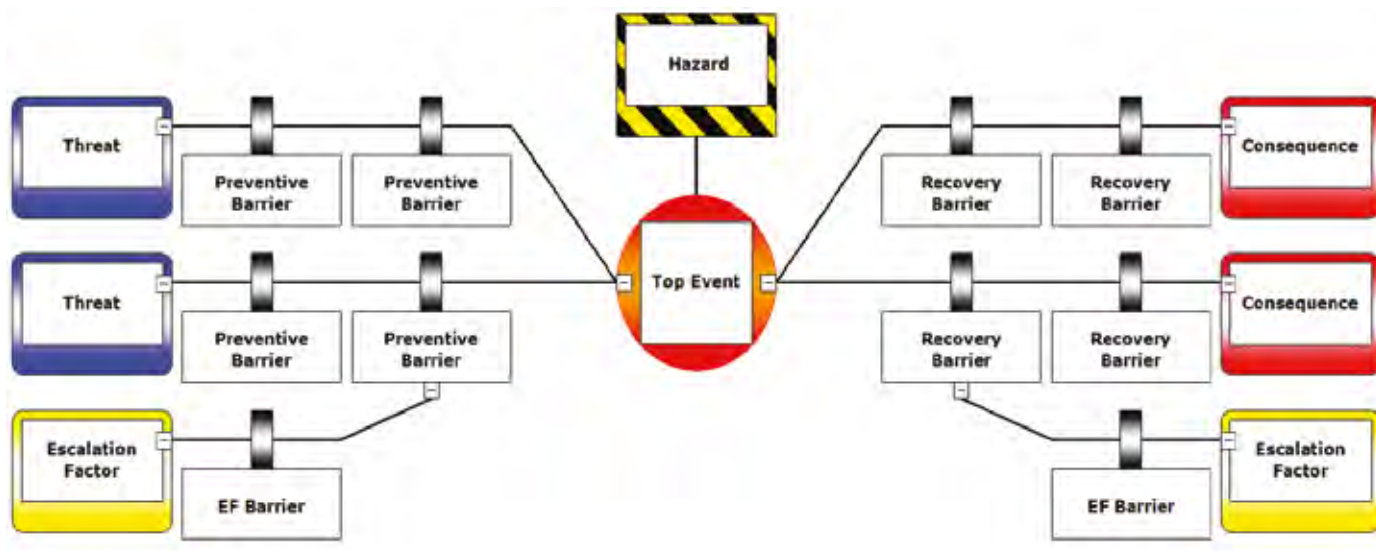 Hazard
Threat
Preventive
Barrier
Preventive
Barrier
Recovery
Barrier
Recovery
Barrier
Consequence
Threat
Preventive
Barrier
Preventive
Barrier
Top Event
Recovery
Barrier
Recovery
Barrier
Consequence
Escalation
Factor
EF Barrier
EF Barrier
Escalation
Factor